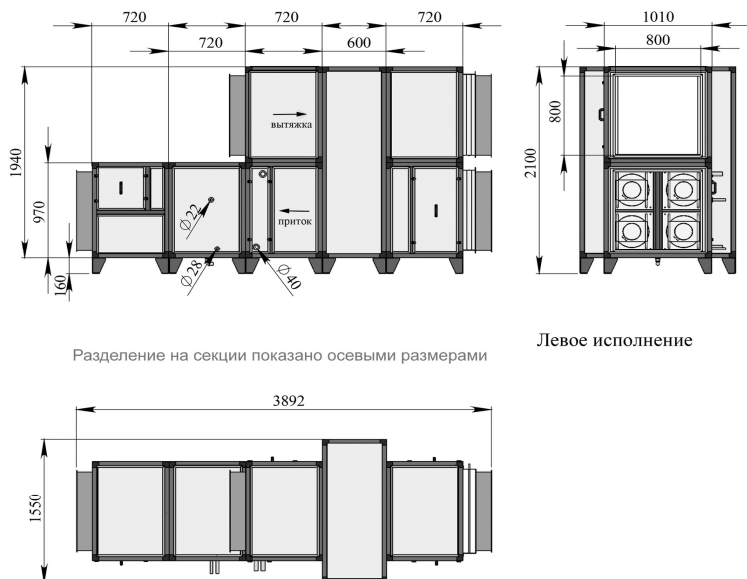 720
720
720
1010
720
600
800
вытяжка
800
1940
2100
970
приток
Ø22
160
Ø28
Ø40
Левое исполнение
Разделение на секции показано осевыми размерами
3892
1550